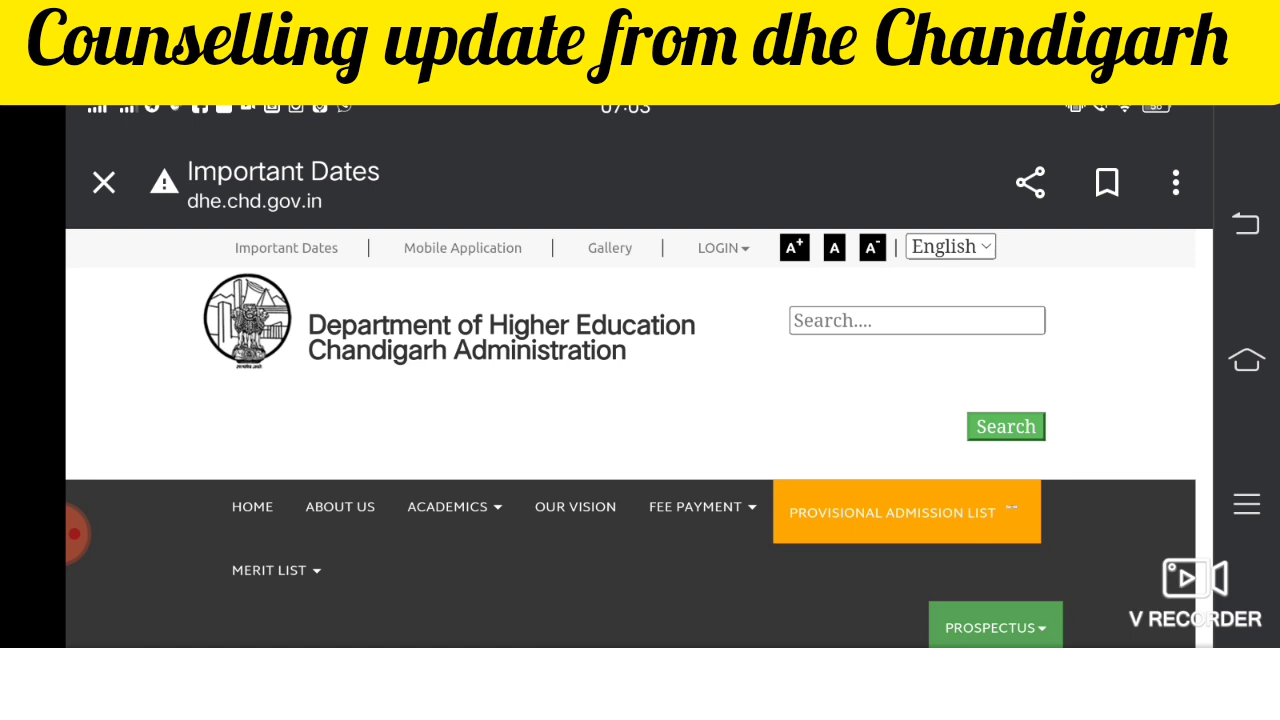 Counselling update from dhe Chandigarh
07:03
Important Dates
dhe.chd.gov.in
Important Dates | Mobile Application | Gallery | LOGIN A+ A A- | English
Department of Higher Education
Chandigarh Administration
Search....
Search
HOME ABOUT US ACADEMICS OUR VISION FEE PAYMENT PROVISIONAL ADMISSION LIST
MERIT LIST
V RECORDER
PROSPECTUS